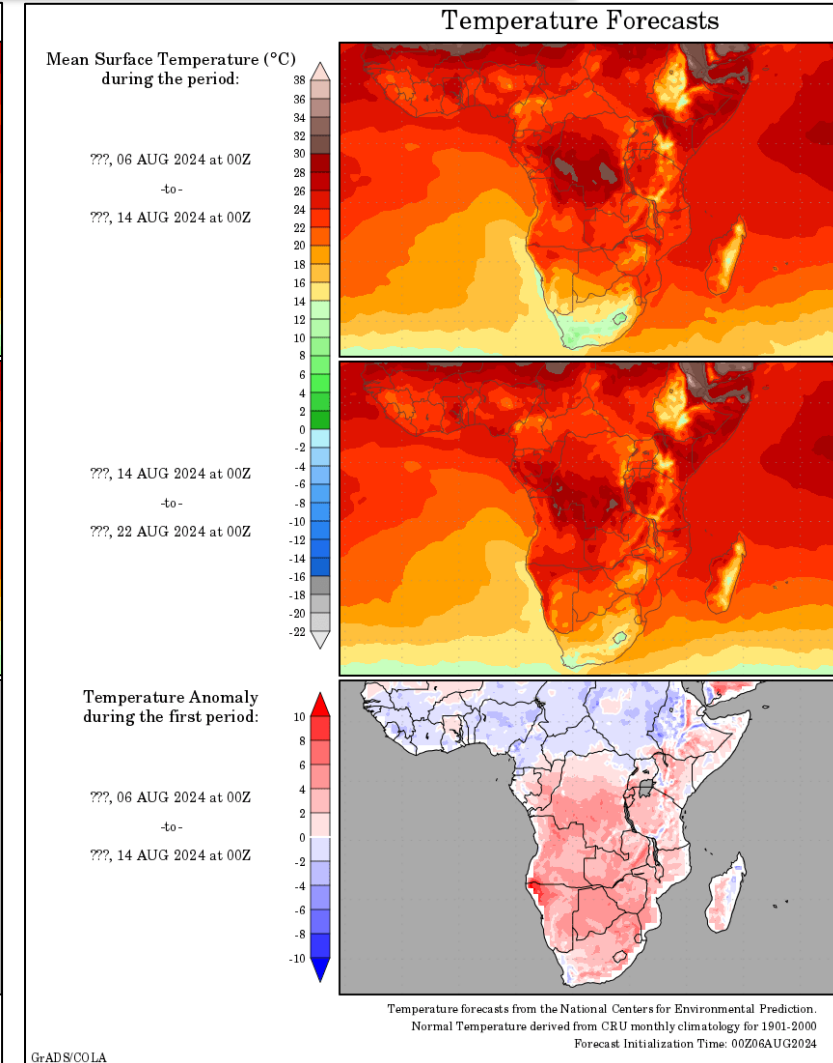 Temperature Forecasts
Mean Surface Temperature (°C)
during the period:
???, 06 AUG 2024 at 00Z
-to-
???, 14 AUG 2024 at 00Z
38
36
34
32
30
28
26
24
22
20
18
16
14
12
10
8
6
4
2
0
-2
-4
-6
-8
-10
-12
-14
-16
-18
-20
-22
???, 14 AUG 2024 at 00Z
-to-
???, 22 AUG 2024 at 00Z
Temperature Anomaly
during the first period:
???, 06 AUG 2024 at 00Z
-to-
???, 14 AUG 2024 at 00Z
10
8
6
4
2
0
-2
-4
-6
-8
-10
Temperature forecasts from the National Centers for Environmental Prediction.
Normal Temperature derived from CRU monthly climatology for 1901-2000
Forecast Initialization Time: 00Z06AUG2024
GrADS/COLA